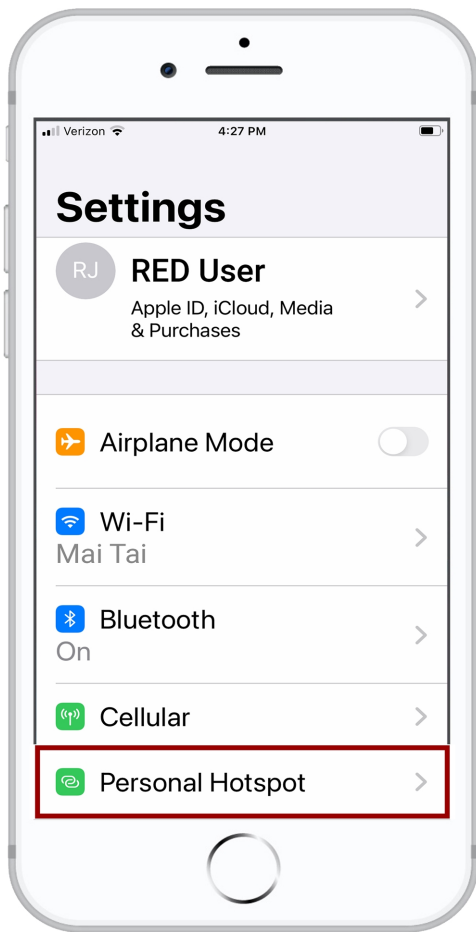 Verizon 4:27 PM
Settings
RJ RED User
Apple ID, iCloud, Media
& Purchases
Airplane Mode
Wi-Fi
Mai Tai
Bluetooth
On
Cellular
Personal Hotspot